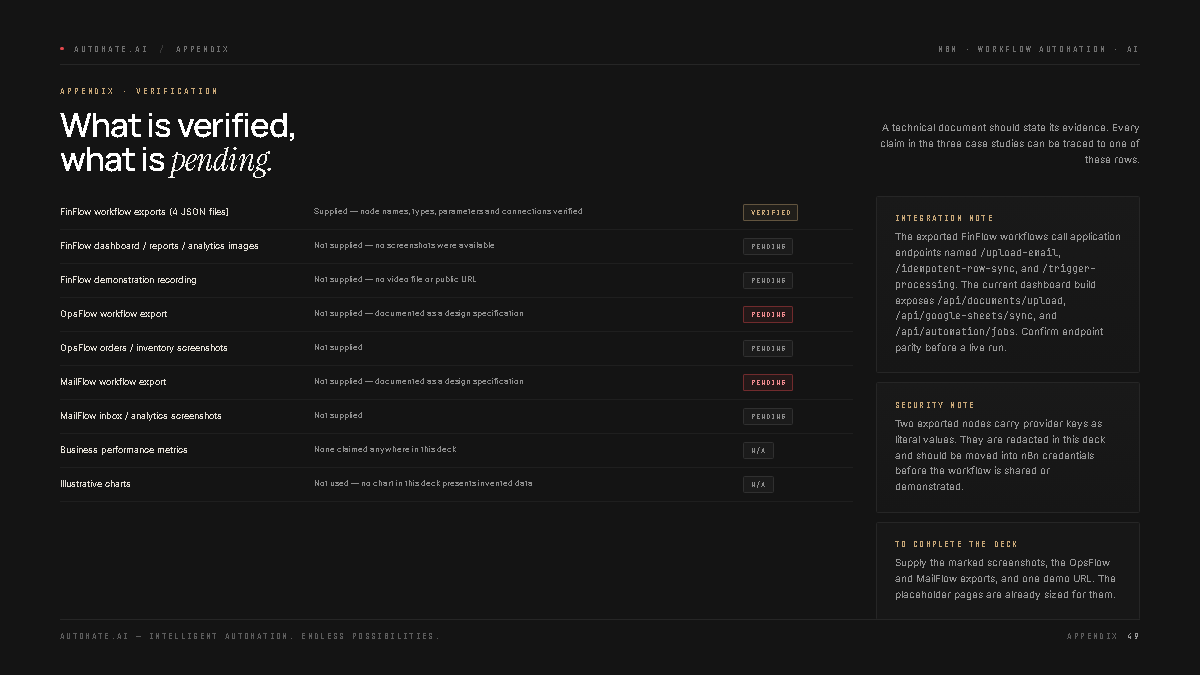 AUTOMATE.AI / APPENDIX
N8N · WORKFLOW AUTOMATION · AI
APPENDIX · VERIFICATION
What is verified,
what is pending.
A technical document should state its evidence. Every
claim in the three case studies can be traced to one of
these rows.
FinFlow workflow exports (4 JSON files) Supplied — node names, types, parameters and connections verified VERIFIED
FinFlow dashboard / reports / analytics images Not supplied — no screenshots were available PENDING
FinFlow demonstration recording Not supplied — no video file or public URL PENDING
OpsFlow workflow export Not supplied — documented as a design specification PENDING
OpsFlow orders / inventory screenshots Not supplied PENDING
MailFlow workflow export Not supplied — documented as a design specification PENDING
MailFlow inbox / analytics screenshots Not supplied PENDING
Business performance metrics None claimed anywhere in this deck N/A
Illustrative charts Not used — no chart in this deck presents invented data N/A
INTEGRATION NOTE
The exported FinFlow workflows call application
endpoints named /upload-email,
/idempotent-row-sync, and /trigger-
processing. The current dashboard build
exposes /api/documents/upload,
/api/google-sheets/sync, and
/api/automation/jobs. Confirm endpoint
parity before a live run.
SECURITY NOTE
Two exported nodes carry provider keys as
literal values. They are redacted in this deck
and should be moved into n8n credentials
before the workflow is shared or
demonstrated.
TO COMPLETE THE DECK
Supply the marked screenshots, the OpsFlow
and MailFlow exports, and one demo URL. The
placeholder pages are already sized for them.
AUTOMATE.AI — INTELLIGENT AUTOMATION. ENDLESS POSSIBILITIES.
APPENDIX 49